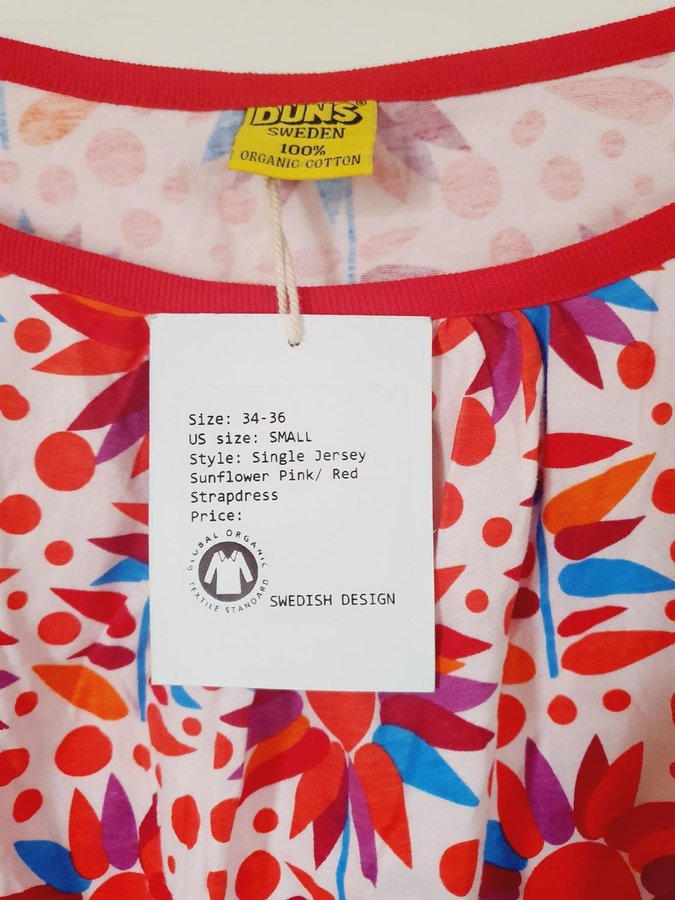 DUNS®
SWEDEN
100%
ORGANIC COTTON
Size: 34-36
US size: SMALL
Style: Single Jersey
Sunflower Pink/ Red
Strapdress
Price:
GLOBAL ORGANIC
TEXTILE STANDARD
SWEDISH DESIGN